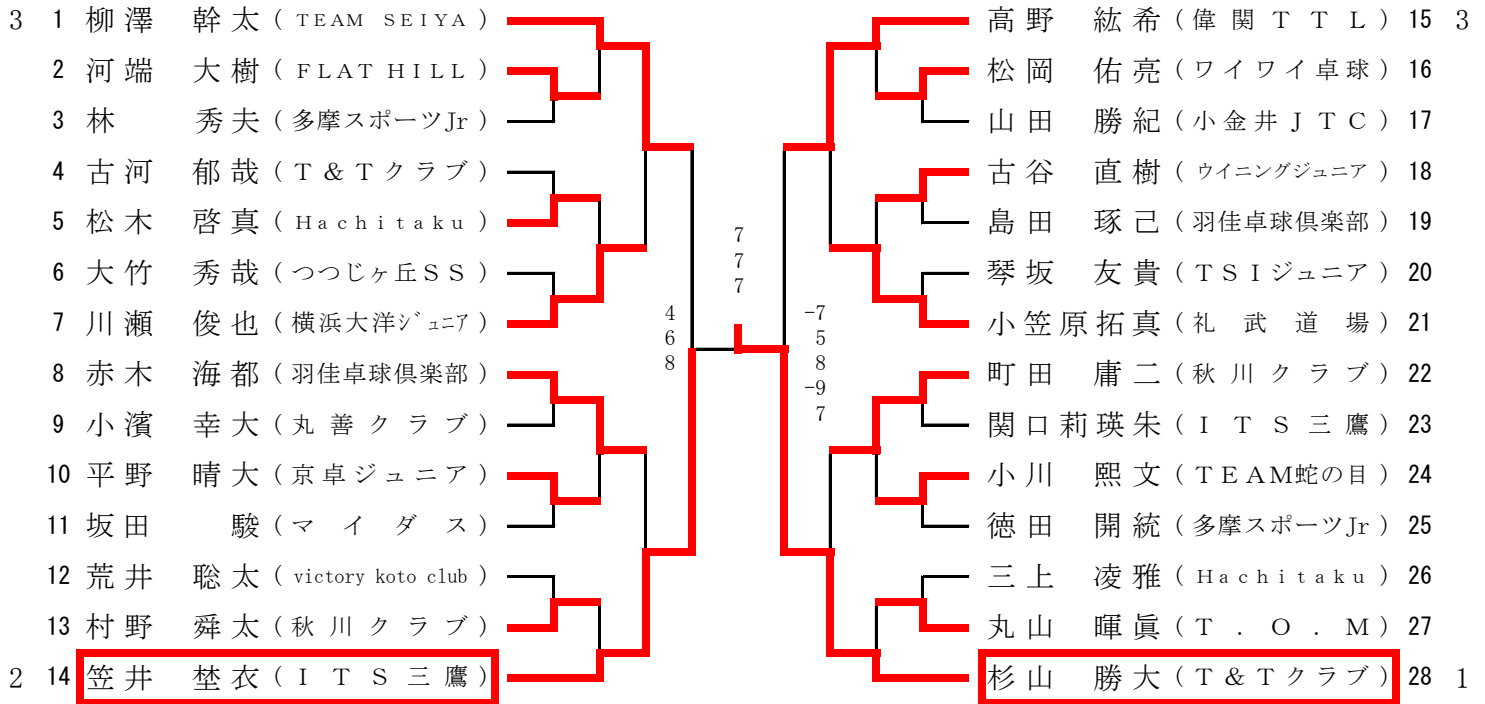 3 1 柳澤 幹太(TEAM SEIYA)
2 河端 大樹(FLAT HILL)
3 林 秀夫(多摩スポーツJr)
4 古河 郁哉(T&Tクラブ)
5 松木 啓真(Hachitaku)
6 大竹 秀哉(つつじヶ丘SS)
7 川瀬 俊也(横浜大洋ジュニア)
8 赤木 海都(羽佳卓球倶楽部)
9 小濱 幸大(丸善クラブ)
10 平野 晴大(京卓ジュニア)
11 坂田 駿(マイダス)
12 荒井 聡太(victory koto club)
13 村野 舜太(秋川クラブ)
2 14 笠井 埜衣(ITS三鷹)
4
6
8
7
7
7
-7
5
8
-9
7
高野 紘希(偉関TTL) 15 3
松岡 佑亮(ワイワイ卓球) 16
山田 勝紀(小金井JTC) 17
古谷 直樹(ウイニングジュニア) 18
島田 琢己(羽佳卓球倶楽部) 19
琴坂 友貴(TSIジュニア) 20
小笠原拓真(礼武道場) 21
町田 庸二(秋川クラブ) 22
関口莉瑛朱(ITS三鷹) 23
小川 熙文(TEAM蛇の目) 24
徳田 開統(多摩スポーツJr) 25
三上 凌雅(Hachitaku) 26
丸山 暉眞(T.O.M) 27
杉山 勝大(T&Tクラブ) 28 1